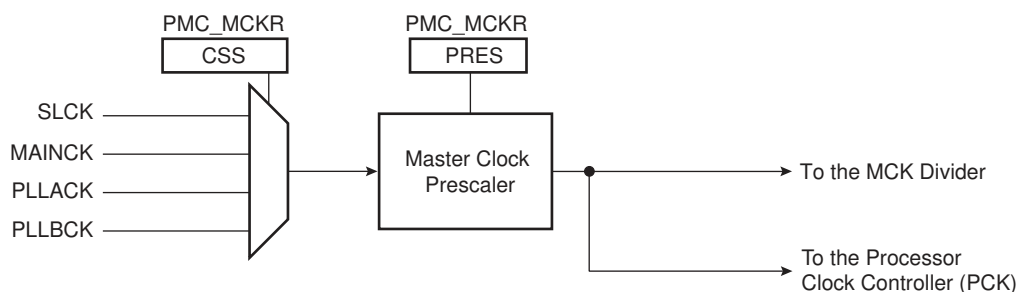 PMC_MCKR
PMC_MCKR
CSS
PRES
SLCK
MAINCK
PLLACK
PLLBCK
Master Clock
Prescaler
To the MCK Divider
To the Processor
Clock Controller (PCK)